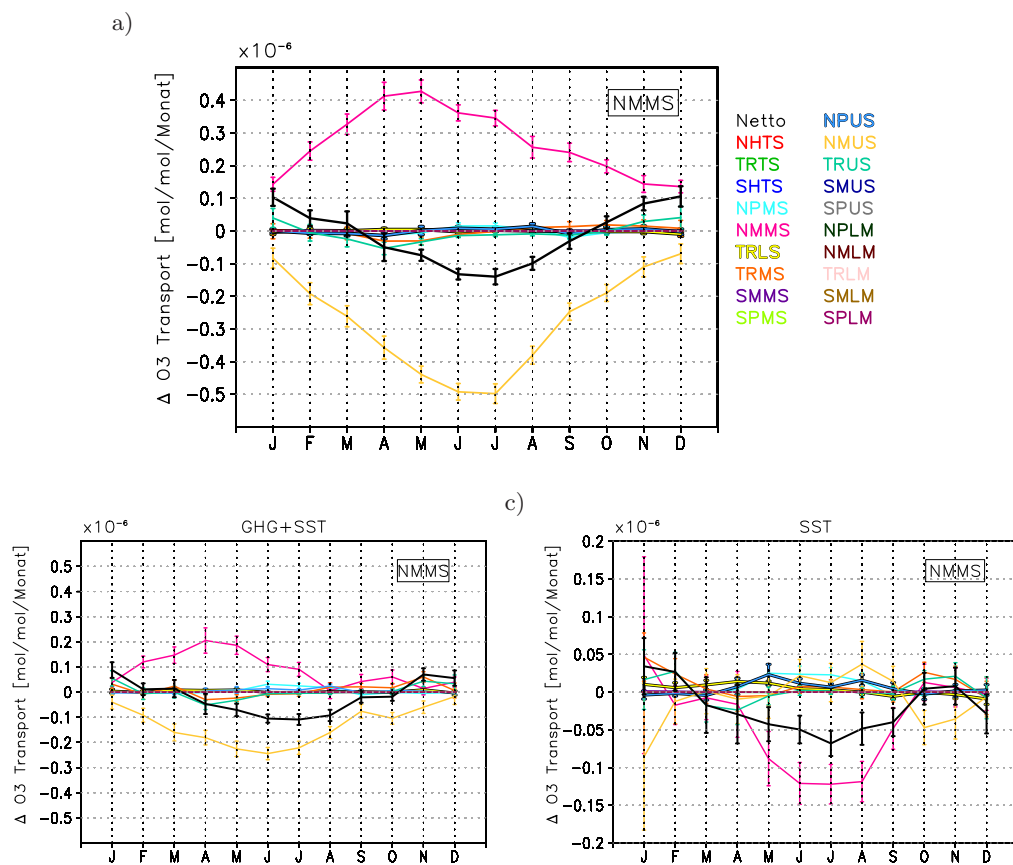 a)
×10⁻⁶
Δ O3 Transport [mol/mol/Monat]
NMMS
0.4
0.3
0.2
0.1
0
−0.1
−0.2
−0.3
−0.4
−0.5
J F M A M J J A S O N D
Netto NPUS
NHTS NMUS
TRTS TRUS
SHTS SMUS
NPMS SPUS
NMMS NPLM
TRLS NMLM
TRMS TRLM
SMMS SMLM
SPMS SPLM
×10⁻⁶ GHG+SST
Δ O3 Transport [mol/mol/Monat]
NMMS
0.5
0.4
0.3
0.2
0.1
0
−0.1
−0.2
−0.3
−0.4
−0.5
J F M A M J J A S O N D
c)
×10⁻⁶ SST
Δ O3 Transport [mol/mol/Monat]
NMMS
0.2
0.15
0.1
0.05
0
−0.05
−0.1
−0.15
−0.2
J F M A M J J A S O N D